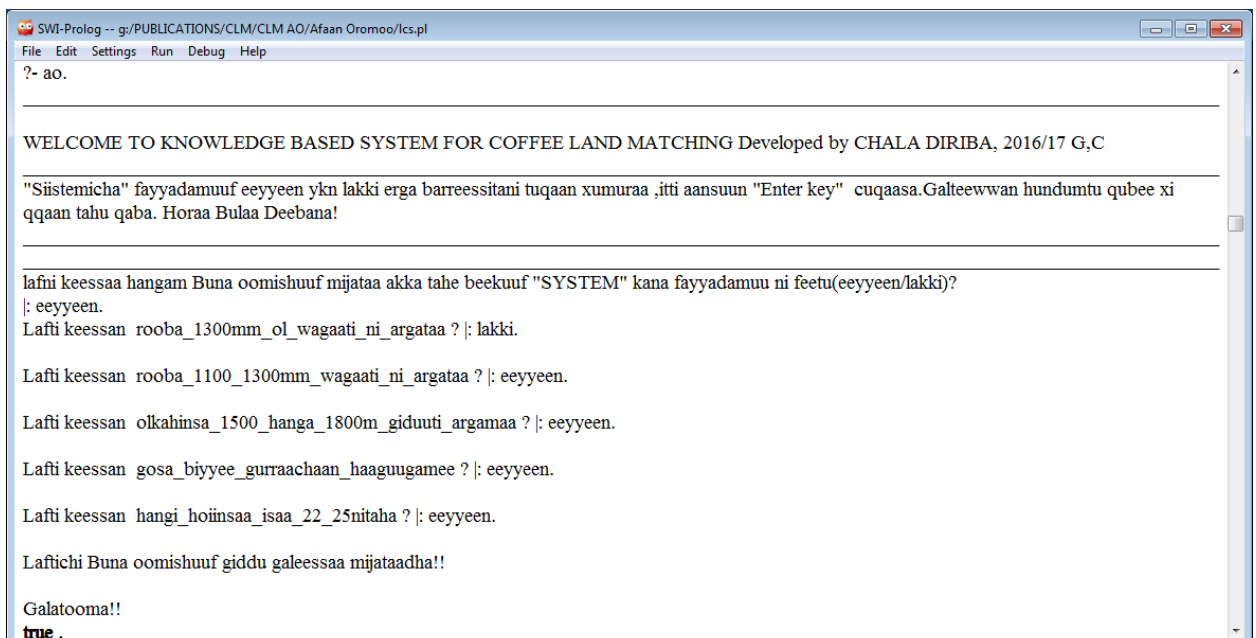 SWI-Prolog -- g:/PUBLICATIONS/CLM/CLM AO/Afaan Oromoo/lcs.pl
File Edit Settings Run Debug Help
?- ao.
WELCOME TO KNOWLEDGE BASED SYSTEM FOR COFFEE LAND MATCHING Developed by CHALA DIRIBA, 2016/17 G,C
"Siistemicha" fayyadamuuf eeyyeen ykn lakki erga barreessitani tuqaan xumuraa ,itti aansuun "Enter key" cuqaasa.Galteewwan hundumtu qubee xi
qqaan tahu qaba. Horaa Bulaa Deebana!
lafni keessaa hangam Buna oomishuuf mijataa akka tahe beekuuf "SYSTEM" kana fayyadamuu ni feetu(eeyyeen/lakki)?
|: eeyyeen.
Lafti keessan rooba_1300mm_ol_wagaati_ni_argataa ? |: lakki.
Lafti keessan rooba_1100_1300mm_wagaati_ni_argataa ? |: eeyyeen.
Lafti keessan olkahinsa_1500_hanga_1800m_giduuti_argamaa ? |: eeyyeen.
Lafti keessan gosa_biyyee_gurraachaan_haaguugamee ? |: eeyyeen.
Lafti keessan hangi_hoiinsaa_isaa_22_25nitaha ? |: eeyyeen.
Laftichi Buna oomishuuf giddu galeessaa mijataadha!!
Galatooma!!
true .